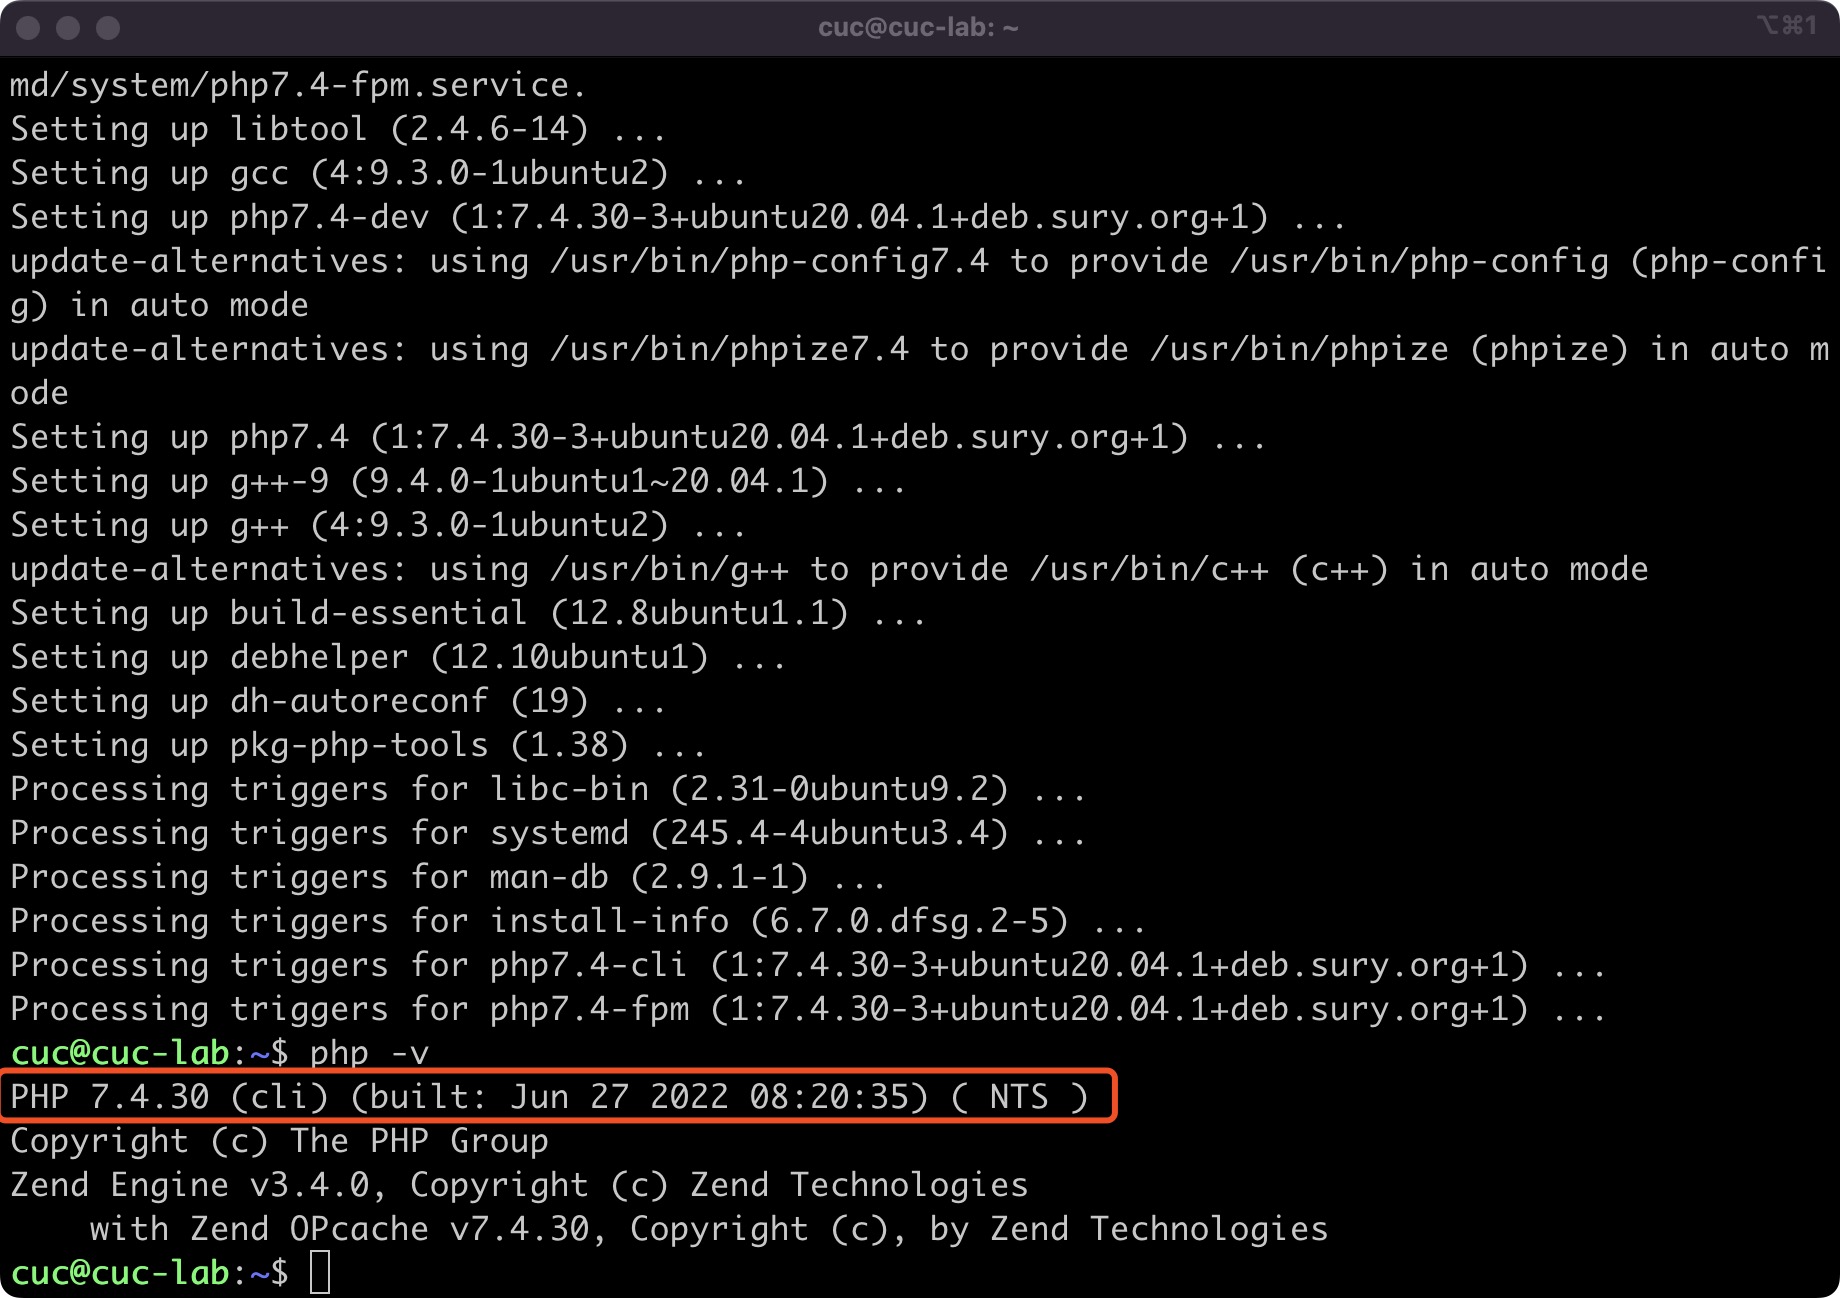 cuc@cuc-lab: ~
⌥⌘1
md/system/php7.4-fpm.service.
Setting up libtool (2.4.6-14) ...
Setting up gcc (4:9.3.0-1ubuntu2) ...
Setting up php7.4-dev (1:7.4.30-3+ubuntu20.04.1+deb.sury.org+1) ...
update-alternatives: using /usr/bin/php-config7.4 to provide /usr/bin/php-config (php-confi
g) in auto mode
update-alternatives: using /usr/bin/phpize7.4 to provide /usr/bin/phpize (phpize) in auto m
ode
Setting up php7.4 (1:7.4.30-3+ubuntu20.04.1+deb.sury.org+1) ...
Setting up g++-9 (9.4.0-1ubuntu1~20.04.1) ...
Setting up g++ (4:9.3.0-1ubuntu2) ...
update-alternatives: using /usr/bin/g++ to provide /usr/bin/c++ (c++) in auto mode
Setting up build-essential (12.8ubuntu1.1) ...
Setting up debhelper (12.10ubuntu1) ...
Setting up dh-autoreconf (19) ...
Setting up pkg-php-tools (1.38) ...
Processing triggers for libc-bin (2.31-0ubuntu9.2) ...
Processing triggers for systemd (245.4-4ubuntu3.4) ...
Processing triggers for man-db (2.9.1-1) ...
Processing triggers for install-info (6.7.0.dfsg.2-5) ...
Processing triggers for php7.4-cli (1:7.4.30-3+ubuntu20.04.1+deb.sury.org+1) ...
Processing triggers for php7.4-fpm (1:7.4.30-3+ubuntu20.04.1+deb.sury.org+1) ...
cuc@cuc-lab:~$ php -v
PHP 7.4.30 (cli) (built: Jun 27 2022 08:20:35) ( NTS )
Copyright (c) The PHP Group
Zend Engine v3.4.0, Copyright (c) Zend Technologies
    with Zend OPcache v7.4.30, Copyright (c), by Zend Technologies
cuc@cuc-lab:~$